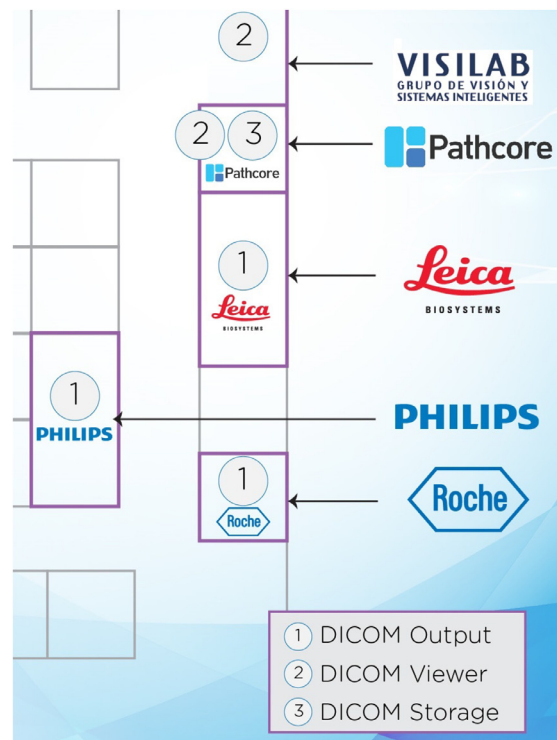 2
VISILAB
GRUPO DE VISIÓN Y
SISTEMAS INTELIGENTES
2 3
Pathcore
Pathcore
1
Leica
BIOSYSTEMS
Leica
BIOSYSTEMS
1
PHILIPS
PHILIPS
1
Roche
Roche
1 DICOM Output
2 DICOM Viewer
3 DICOM Storage